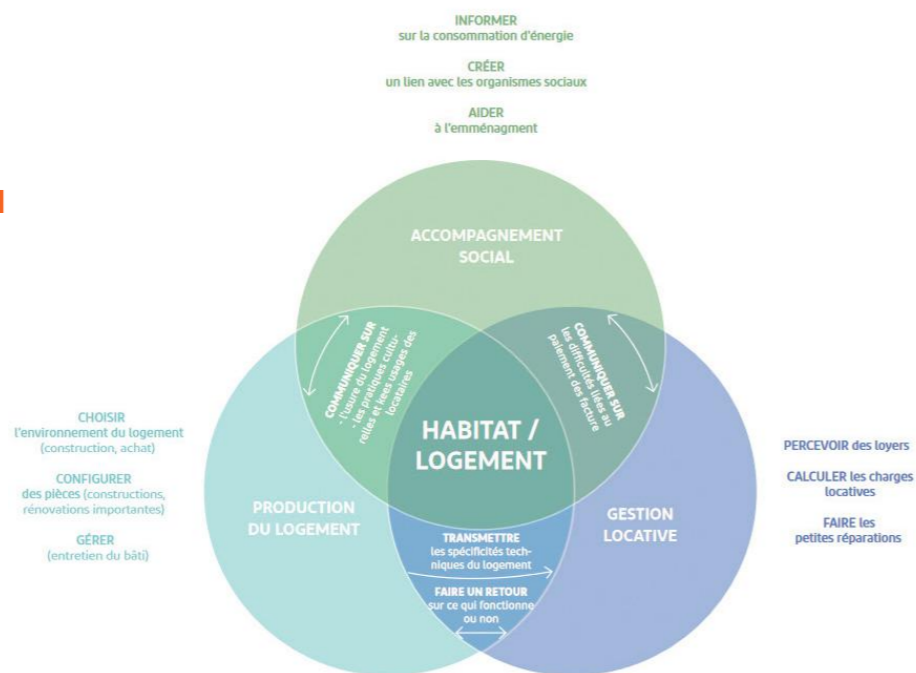 INFORMER
sur la consommation d'énergie
CRÉER
un lien avec les organismes sociaux
AIDER
à l'emménagment
ACCOMPAGNEMENT
SOCIAL
COMMUNIQUER SUR
- l'usure du logement
- les pratiques cultu-
relles et kees usages des
locataires
COMMUNIQUER SUR
les difficultés liées au
paiement des facture
HABITAT /
LOGEMENT
CHOISIR
l'environnement du logement
(construction, achat)
CONFIGURER
des pièces (constructions,
rénovations importantes)
GÉRER
(entretien du bâti)
PRODUCTION
DU LOGEMENT
GESTION
LOCATIVE
PERCEVOIR des loyers
CALCULER les charges
locatives
FAIRE les
petites réparations
TRANSMETTRE
les spécificités tech-
niques du logement
FAIRE UN RETOUR
sur ce qui fonctionne
ou non